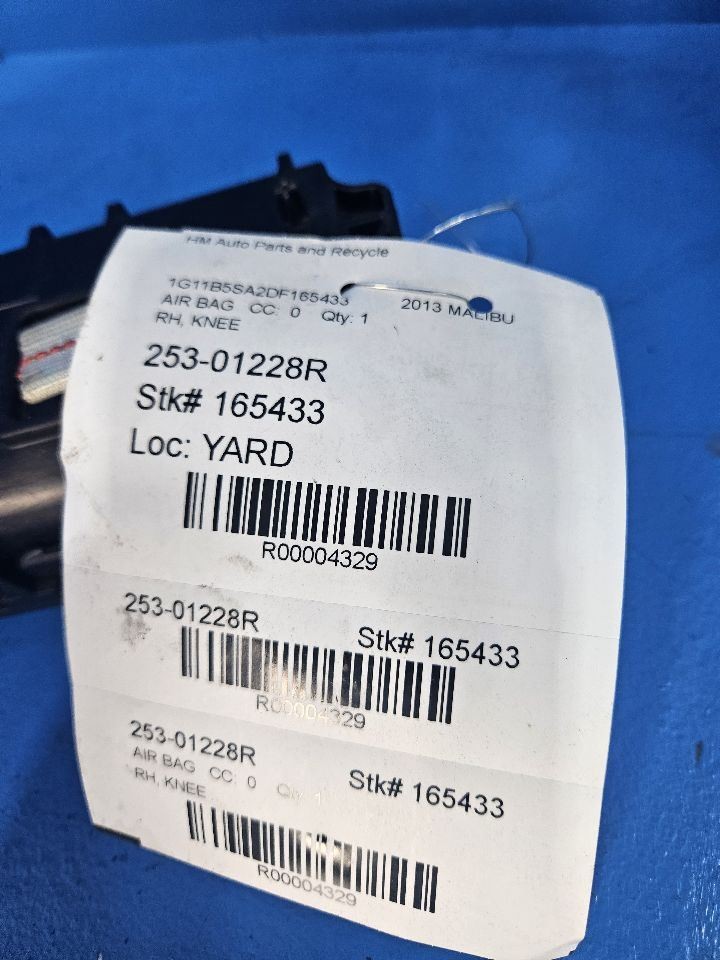 HM Auto Parts and Recycle
1G11B5SA2DF165433 2013 MALIBU
AIR BAG CC: 0 Qty: 1
RH, KNEE
253-01228R
Stk# 165433
Loc: YARD
R00004329
253-01228R Stk# 165433
R00004329
253-01228R Stk# 165433
AIR BAG CC: 0 Qty: 1
RH, KNEE
R00004329